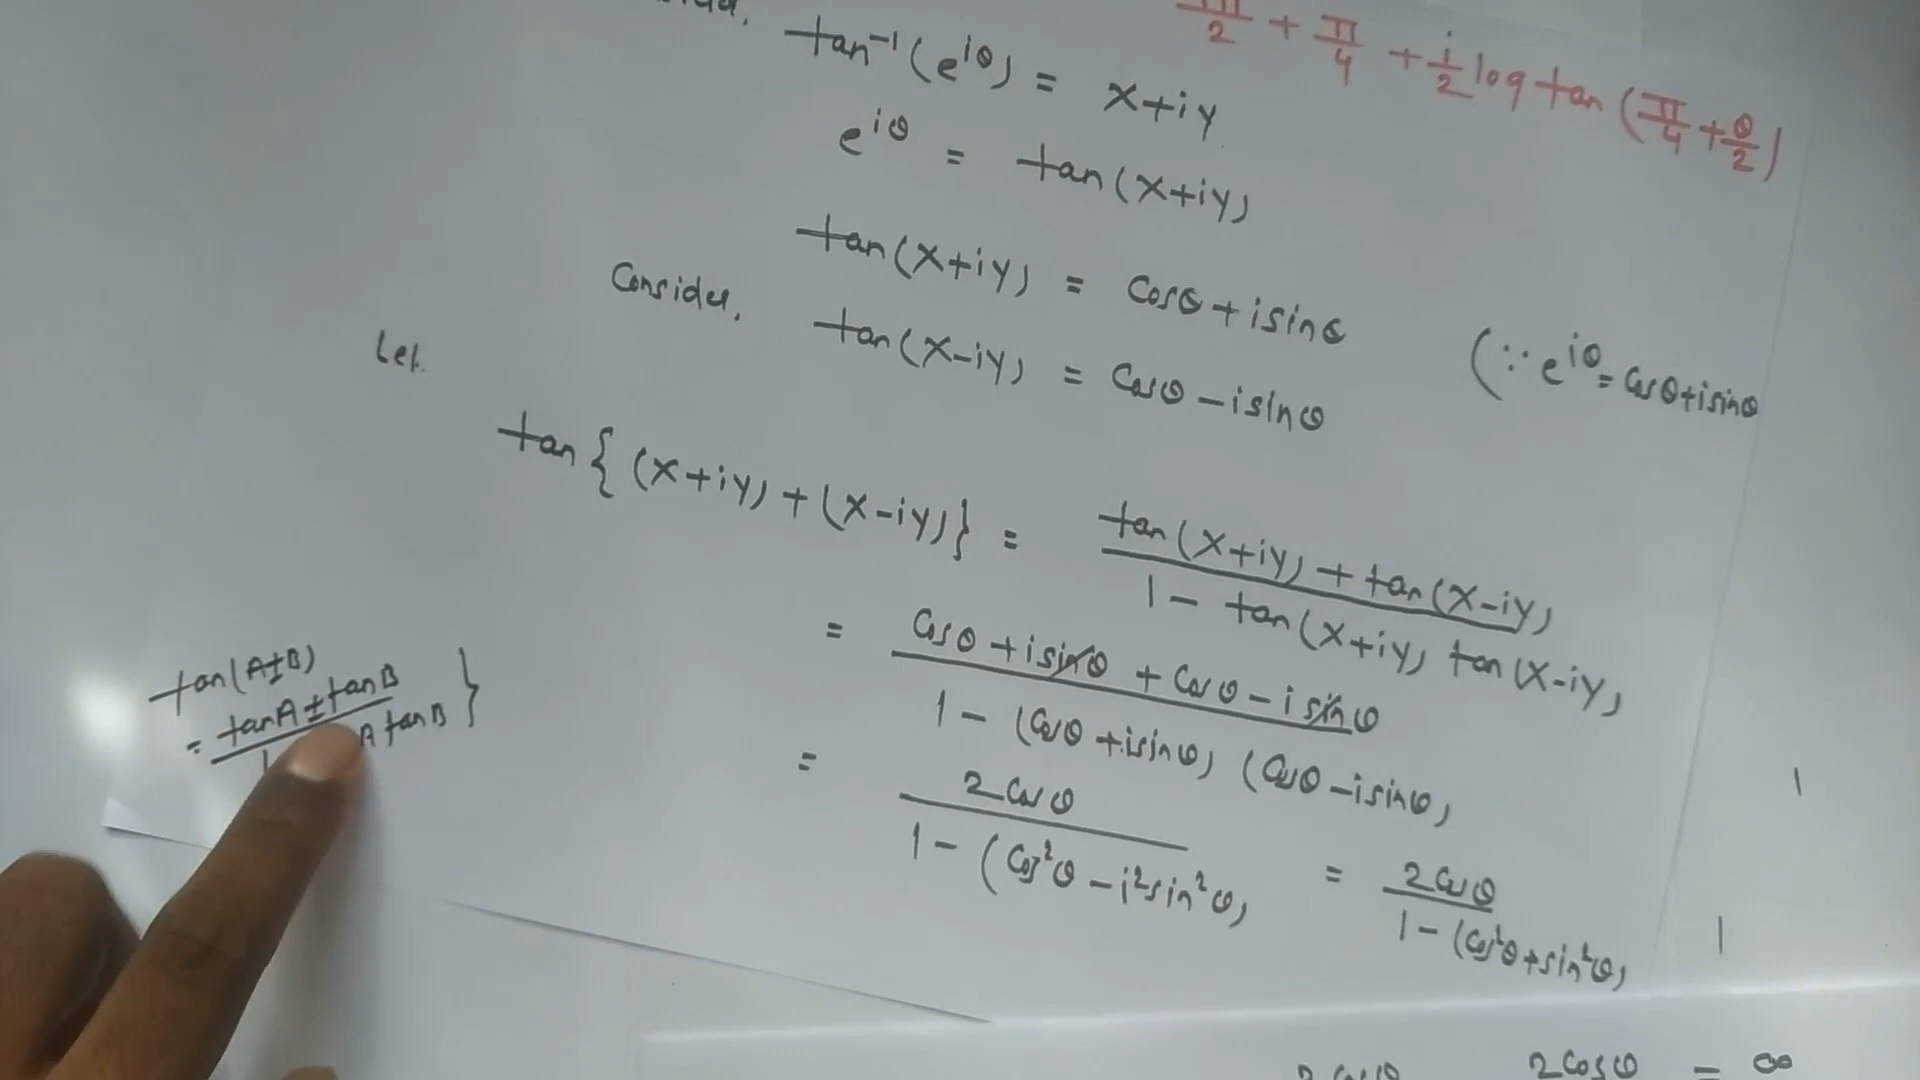 π/2 + π/4 + i/2 log tan (π/4 + θ/2)
tan⁻¹(e^iθ) = x+iy
e^iθ = tan(x+iy)
tan(x+iy) = Cosθ + isinθ (∵ e^iθ = Cosθ+isinθ
Consider, tan(x-iy) = Cosθ - isinθ
Let.
tan{ (x+iy) + (x-iy)} = tan(x+iy) + tan(x-iy) / 1 - tan(x+iy) tan(x-iy)
= Cosθ + isinθ + Cosθ - isinθ / 1 - (Cosθ + isinθ) (Cosθ - isinθ)
tan(A±B)
= tanA ± tanB / 1 A tanB }
= 2Cosθ / 1 - (Cos²θ - i²sin²θ) = 2Cosθ / 1 - (Cos²θ + sin²θ)
2Cosθ 2Cosθ = ∞